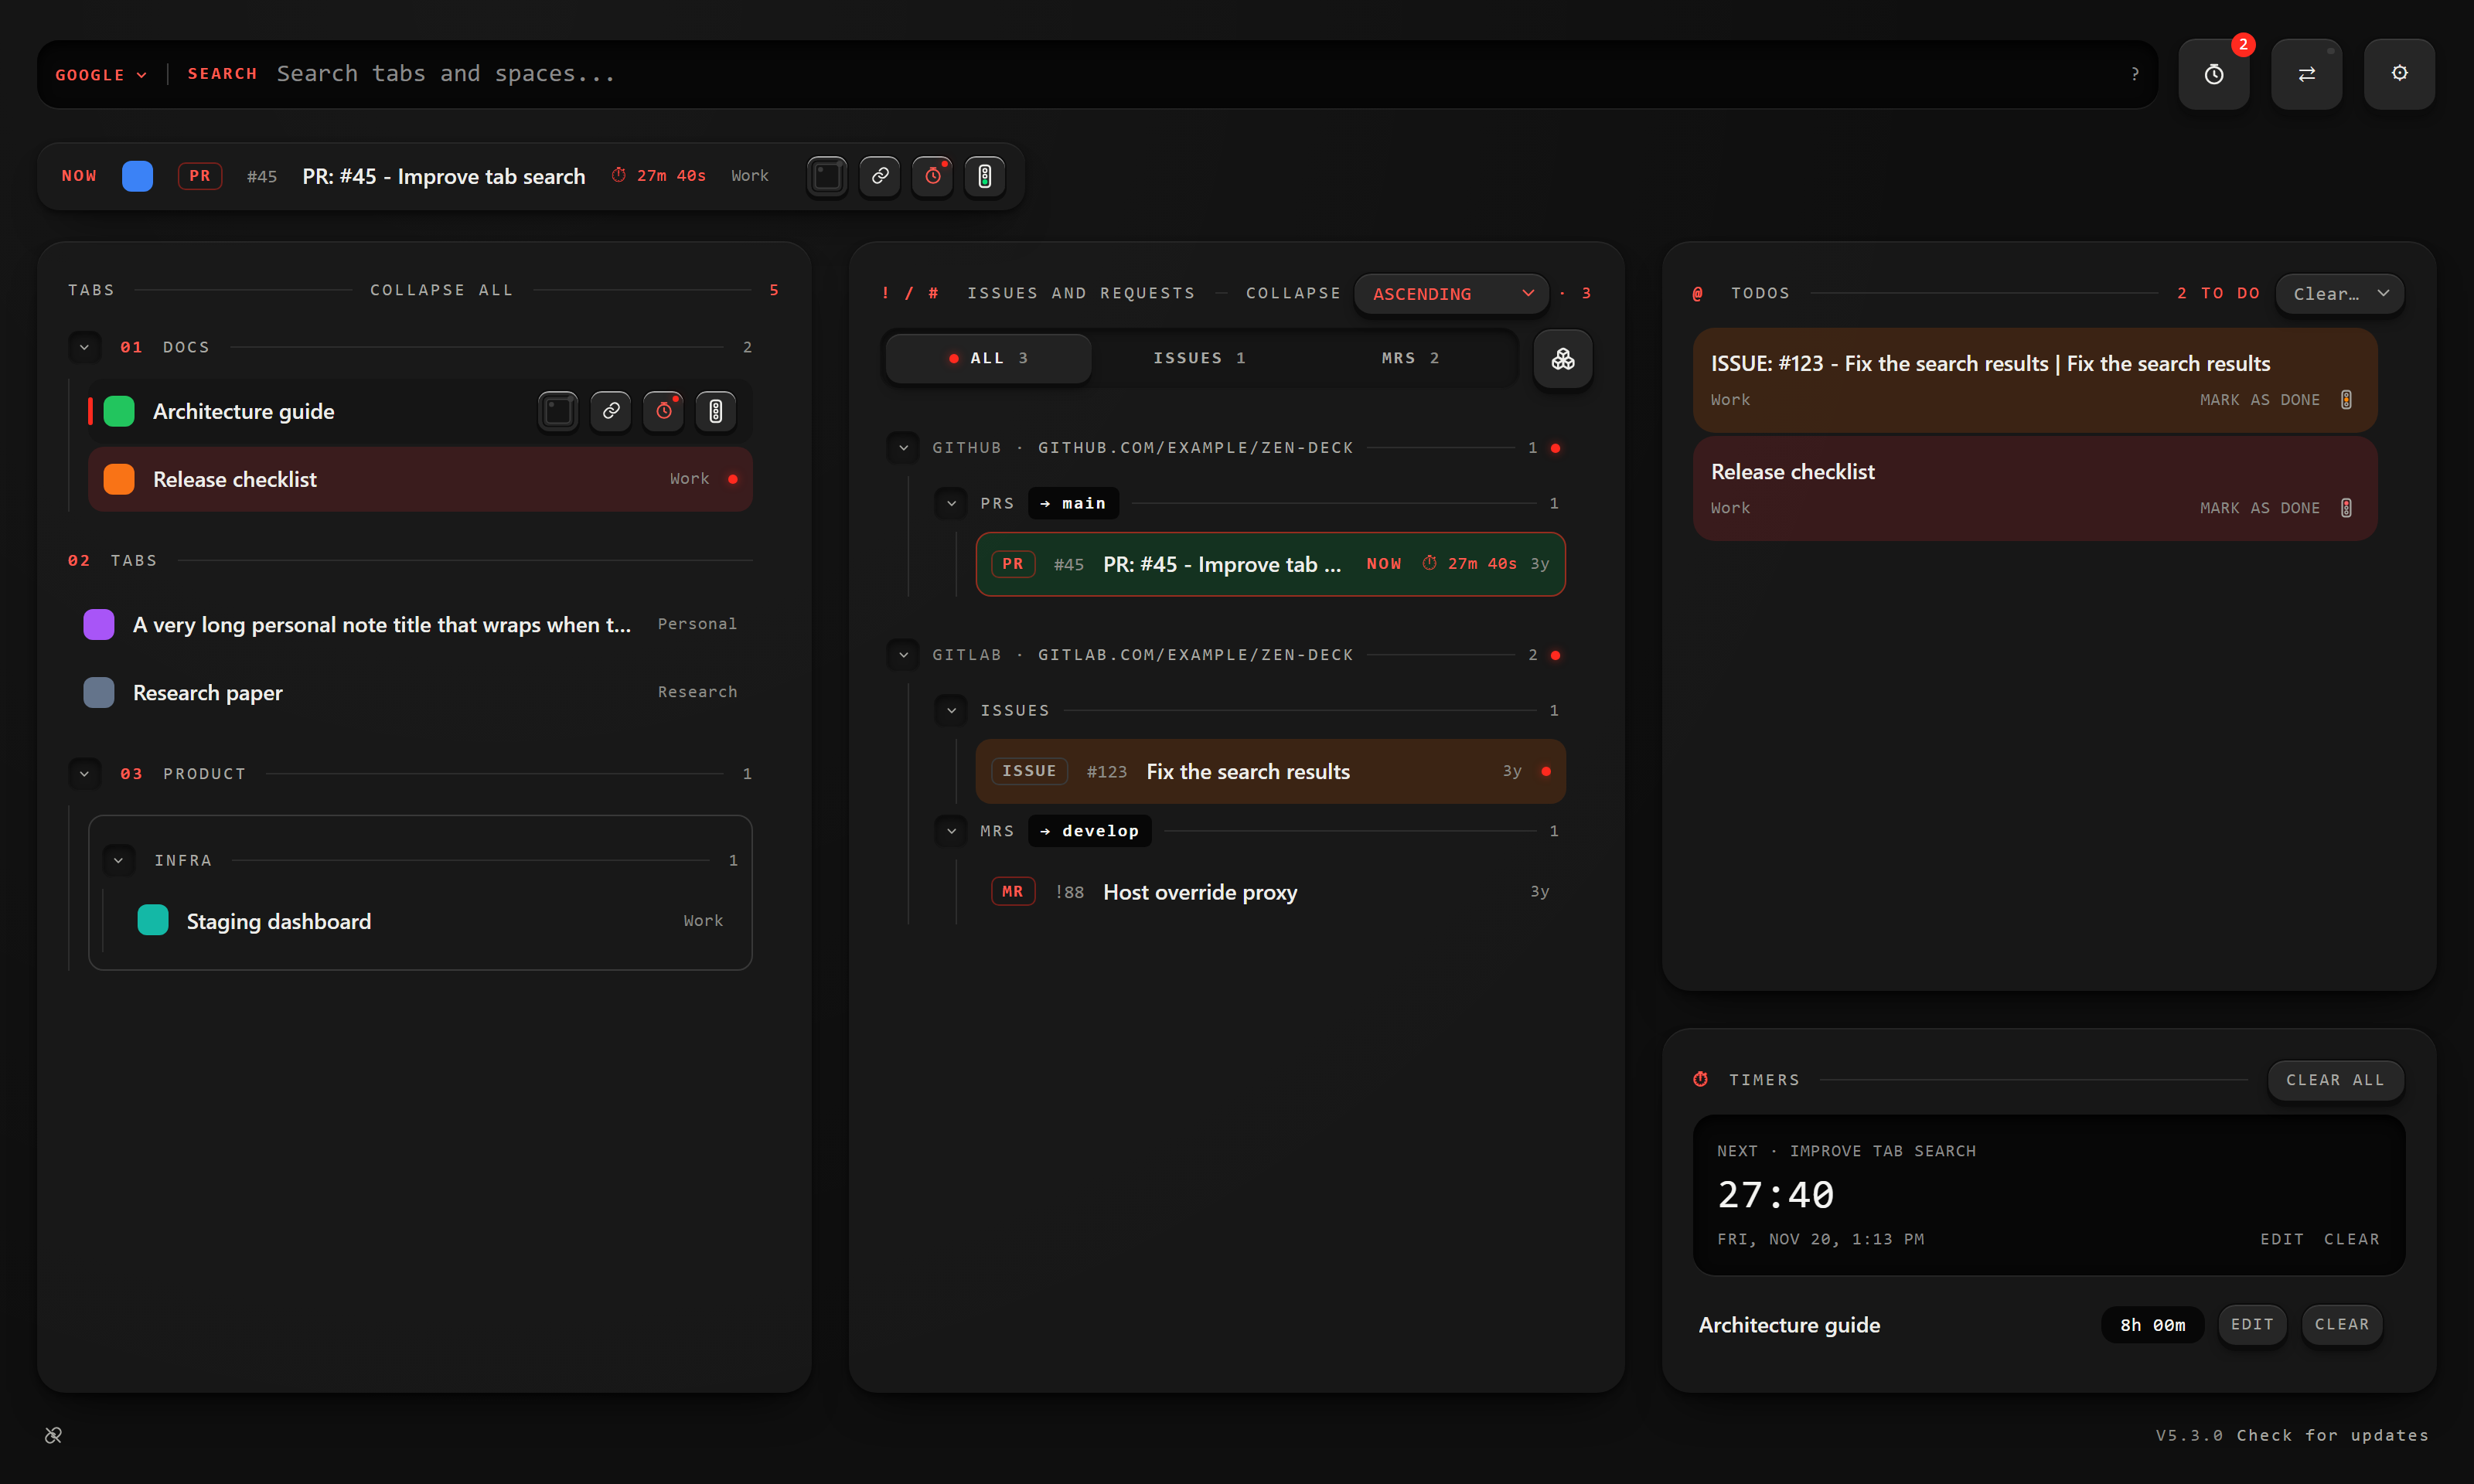 GOOGLE SEARCH Search tabs and spaces... ?
2
NOW PR #45 PR: #45 - Improve tab search 27m 40s Work
TABS COLLAPSE ALL 5
01 DOCS 2
Architecture guide
Release checklist Work
02 TABS
A very long personal note title that wraps when t... Personal
Research paper Research
03 PRODUCT 1
INFRA 1
Staging dashboard Work
! / # ISSUES AND REQUESTS COLLAPSE ASCENDING · 3
ALL 3 ISSUES 1 MRS 2
GITHUB · GITHUB.COM/EXAMPLE/ZEN-DECK 1
PRS → main 1
PR #45 PR: #45 - Improve tab ... NOW 27m 40s 3y
GITLAB · GITLAB.COM/EXAMPLE/ZEN-DECK 2
ISSUES 1
ISSUE #123 Fix the search results 3y
MRS → develop 1
MR !88 Host override proxy 3y
@ TODOS 2 TO DO Clear…
ISSUE: #123 - Fix the search results | Fix the search results
Work MARK AS DONE
Release checklist
Work MARK AS DONE
TIMERS CLEAR ALL
NEXT · IMPROVE TAB SEARCH
27:40
FRI, NOV 20, 1:13 PM EDIT CLEAR
Architecture guide 8h 00m EDIT CLEAR
V5.3.0 Check for updates